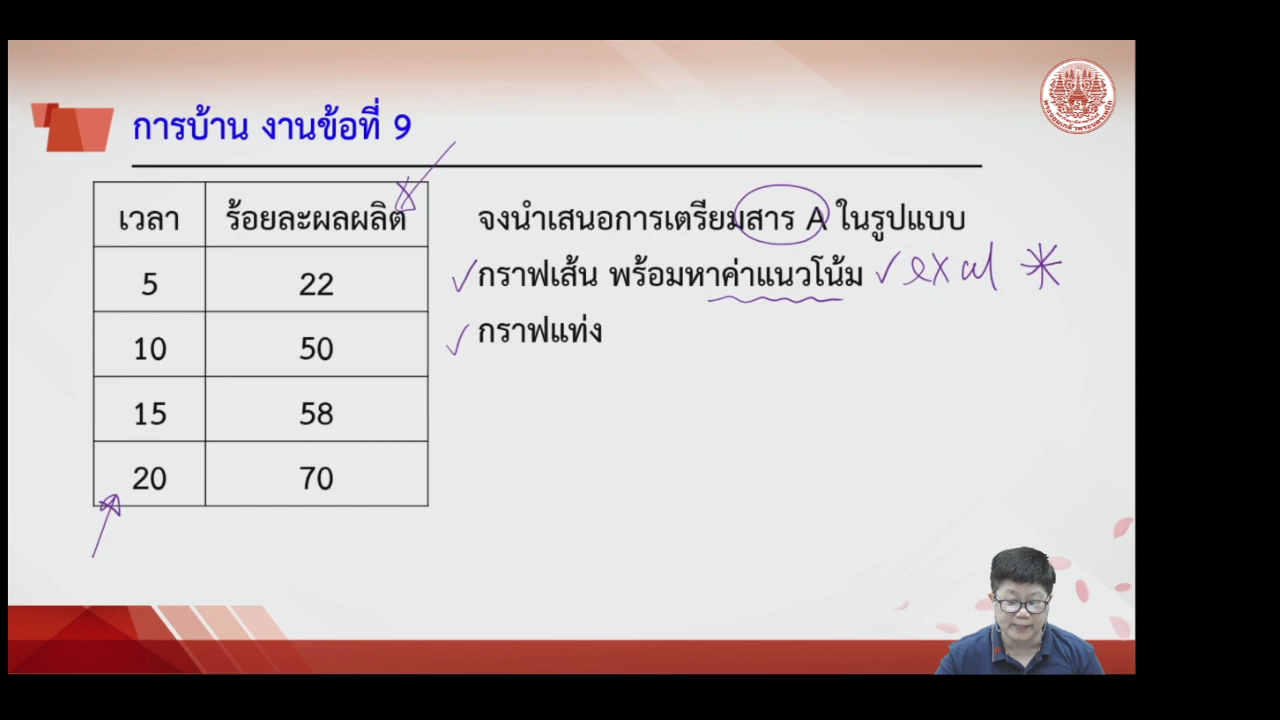 การบ้าน งานข้อที่ 9
เวลา ร้อยละผลผลิต
5 22
10 50
15 58
20 70
จงนำเสนอการเตรียมสาร A ในรูปแบบ
กราฟเส้น พร้อมหาค่าแนวโน้ม exal
กราฟแท่ง